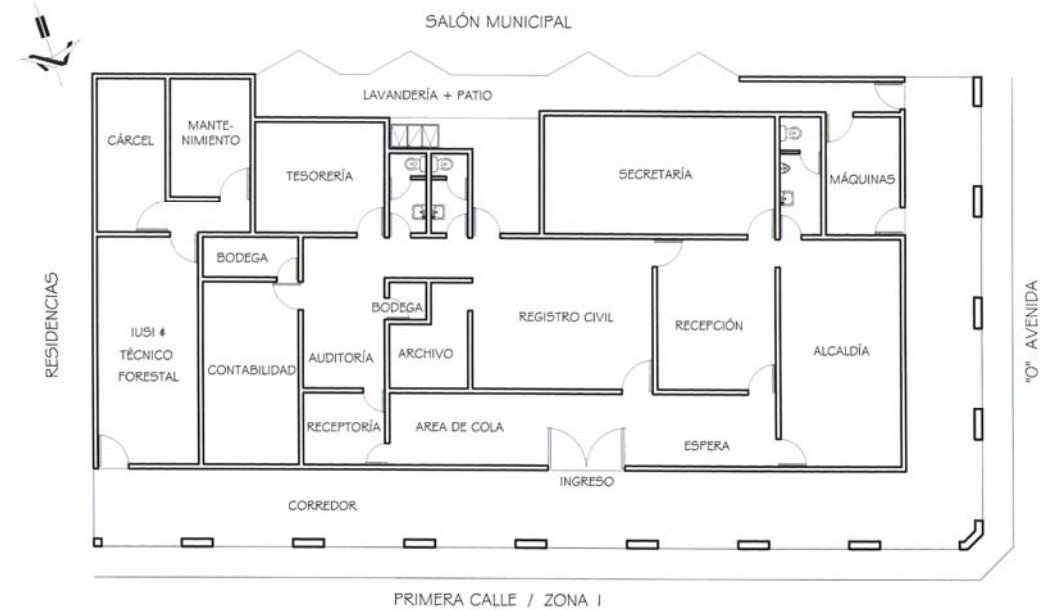 SALÓN MUNICIPAL
LAVANDERÍA + PATIO
CÁRCEL
MANTE-
NIMIENTO
TESORERÍA
SECRETARÍA
MÁQUINAS
BODEGA
BODEGA
IUSI &
TÉCNICO
FORESTAL
CONTABILIDAD
AUDITORÍA
ARCHIVO
REGISTRO CIVIL
RECEPCIÓN
ALCALDÍA
RECEPTORÍA
AREA DE COLA
ESPERA
INGRESO
CORREDOR
RESIDENCIAS
"O" AVENIDA
PRIMERA CALLE / ZONA I